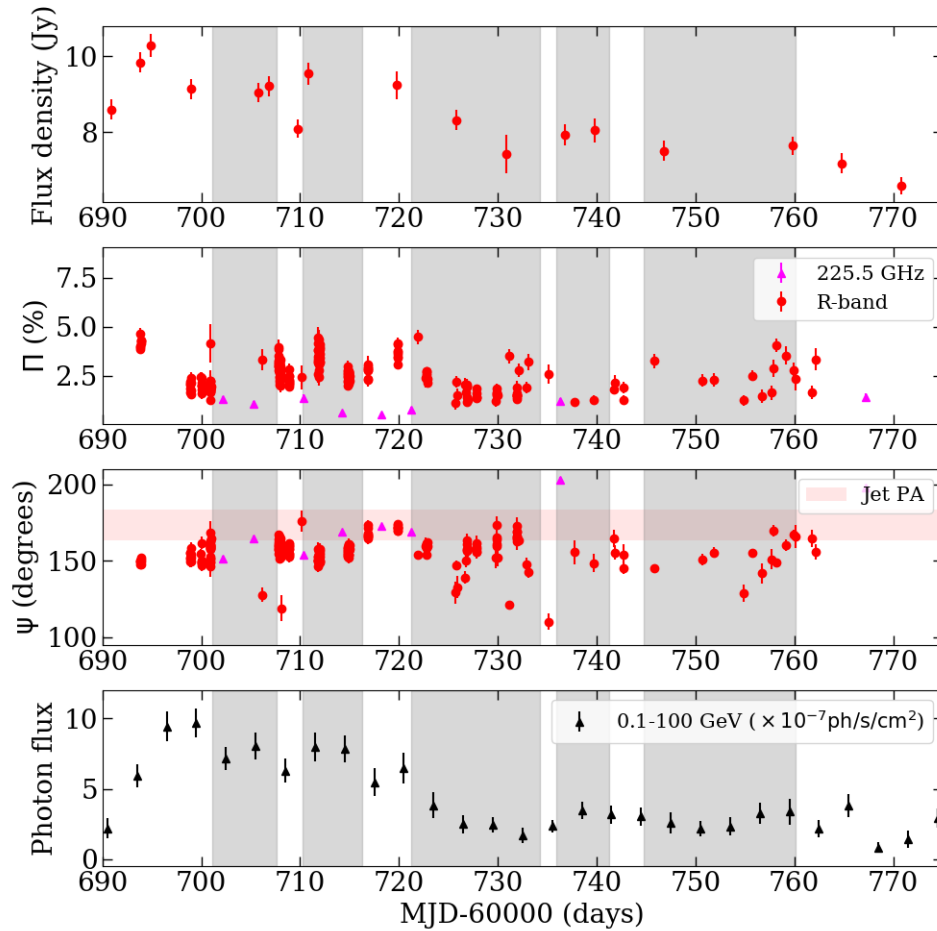 Flux density (Jy)
10
8
690 700 710 720 730 740 750 760 770
Π (%)
7.5
5.0
2.5
225.5 GHz
R-band
690 700 710 720 730 740 750 760 770
ψ (degrees)
200
150
100
Jet PA
690 700 710 720 730 740 750 760 770
Photon flux
10
5
0
0.1-100 GeV (×10⁻⁷ph/s/cm²)
690 700 710 720 730 740 750 760 770
MJD-60000 (days)